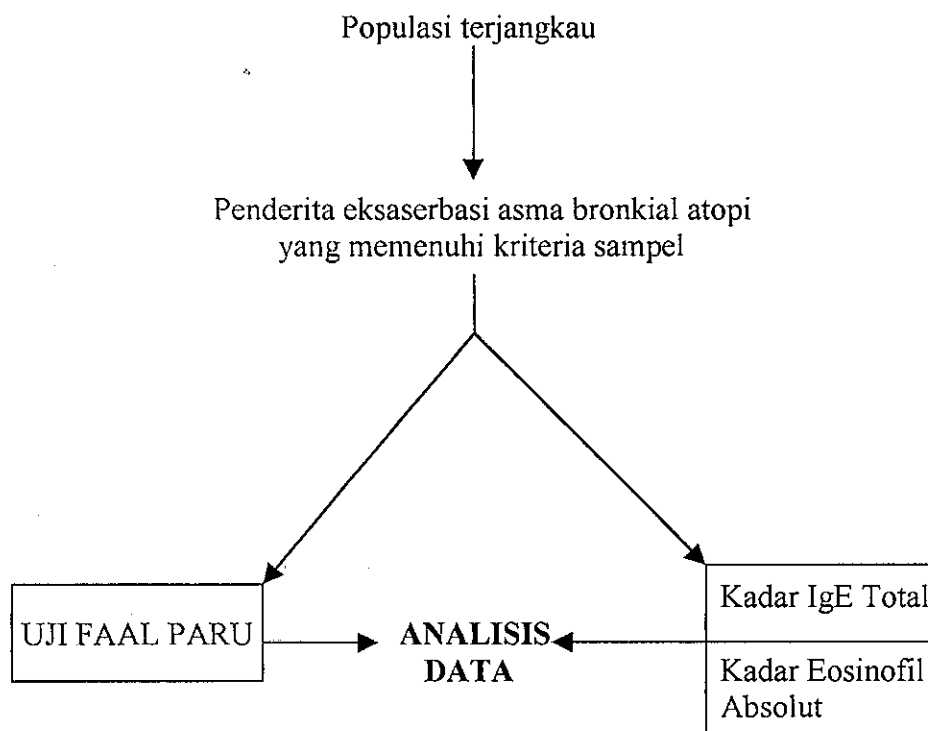 Populasi terjangkau
Penderita eksaserbasi asma bronkial atopi
yang memenuhi kriteria sampel
UJI FAAL PARU
ANALISIS
DATA
Kadar IgE Total
Kadar Eosinofil
Absolut